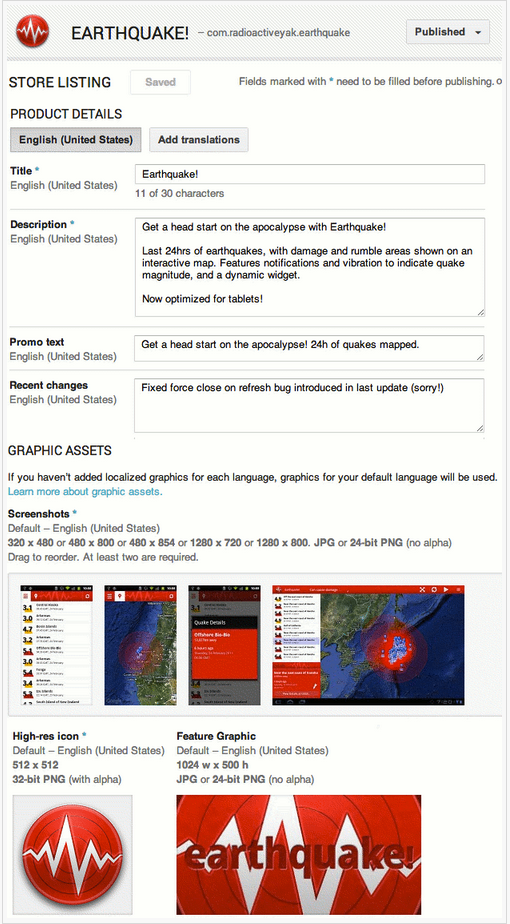 EARTHQUAKE!
– com.radioactiveyak.earthquake
Published
STORE LISTING
Saved
Fields marked with * need to be filled before publishing. o
PRODUCT DETAILS
English (United States)
Add translations
Title *
English (United States)
Earthquake!
11 of 30 characters
Description *
English (United States)
Get a head start on the apocalypse with Earthquake!
Last 24hrs of earthquakes, with damage and rumble areas shown on an
interactive map. Features notifications and vibration to indicate quake
magnitude, and a dynamic widget.
Now optimized for tablets!
Promo text
English (United States)
Get a head start on the apocalypse! 24h of quakes mapped.
Recent changes
English (United States)
Fixed force close on refresh bug introduced in last update (sorry!)
GRAPHIC ASSETS
If you haven't added localized graphics for each language, graphics for your default language will be used.
Learn more about graphic assets.
Screenshots *
Default – English (United States)
320 x 480 or 480 x 800 or 480 x 854 or 1280 x 720 or 1280 x 800. JPG or 24-bit PNG (no alpha)
Drag to reorder. At least two are required.
Quake Details
Offshore Bio-Bio
High-res icon *
Default – English (United States)
512 x 512
32-bit PNG (with alpha)
Feature Graphic
Default – English (United States)
1024 w x 500 h
JPG or 24-bit PNG (no alpha)
earthquake!